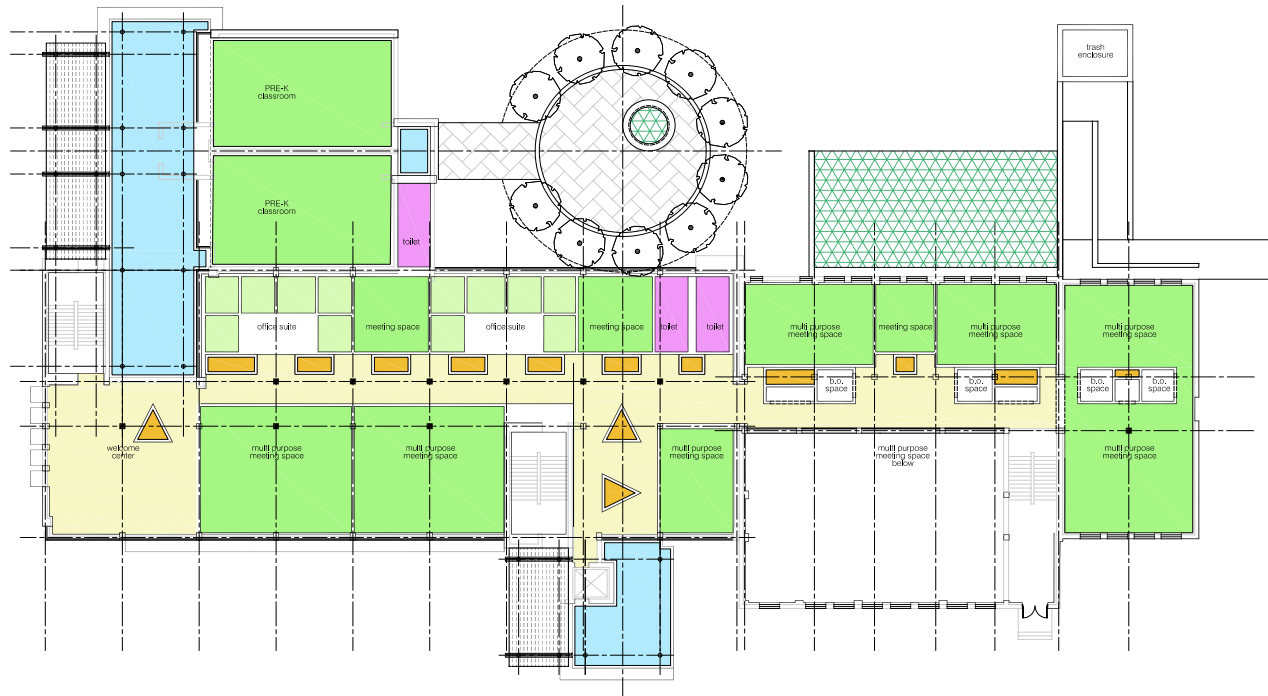 trash
enclosure
PRE-K
classroom
PRE-K
classroom
toilet
office suite
meeting space
office suite
meeting space
toilet
toilet
multi purpose
meeting space
meeting space
multi purpose
meeting space
multi purpose
meeting space
b.o.
space
b.o.
space
b.o.
space
b.o.
space
welcome
center
multi purpose
meeting space
multi purpose
meeting space
multi purpose
meeting space
multi purpose
meeting space
below
multi purpose
meeting space